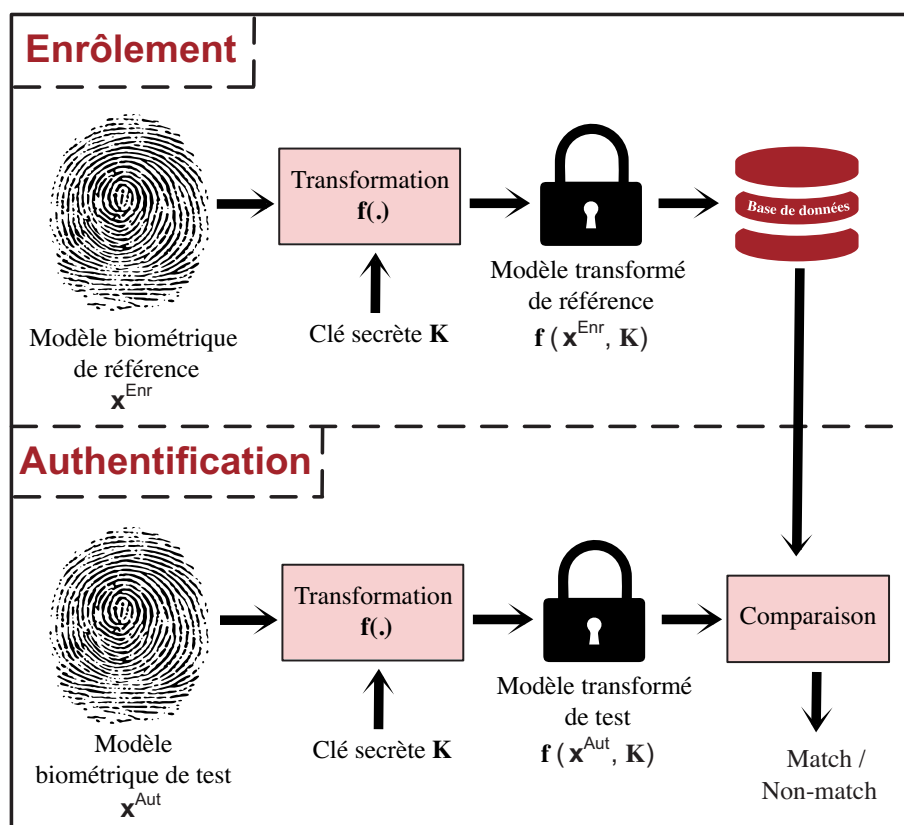 Enrôlement
Transformation
f(.)
Base de données
Modèle transformé
de référence
f ( x^Enr, K)
Clé secrète K
Modèle biométrique
de référence
x^Enr
Authentification
Transformation
f(.)
Comparaison
Modèle transformé
de test
f ( x^Aut, K)
Clé secrète K
Modèle
biométrique de test
x^Aut
Match /
Non-match